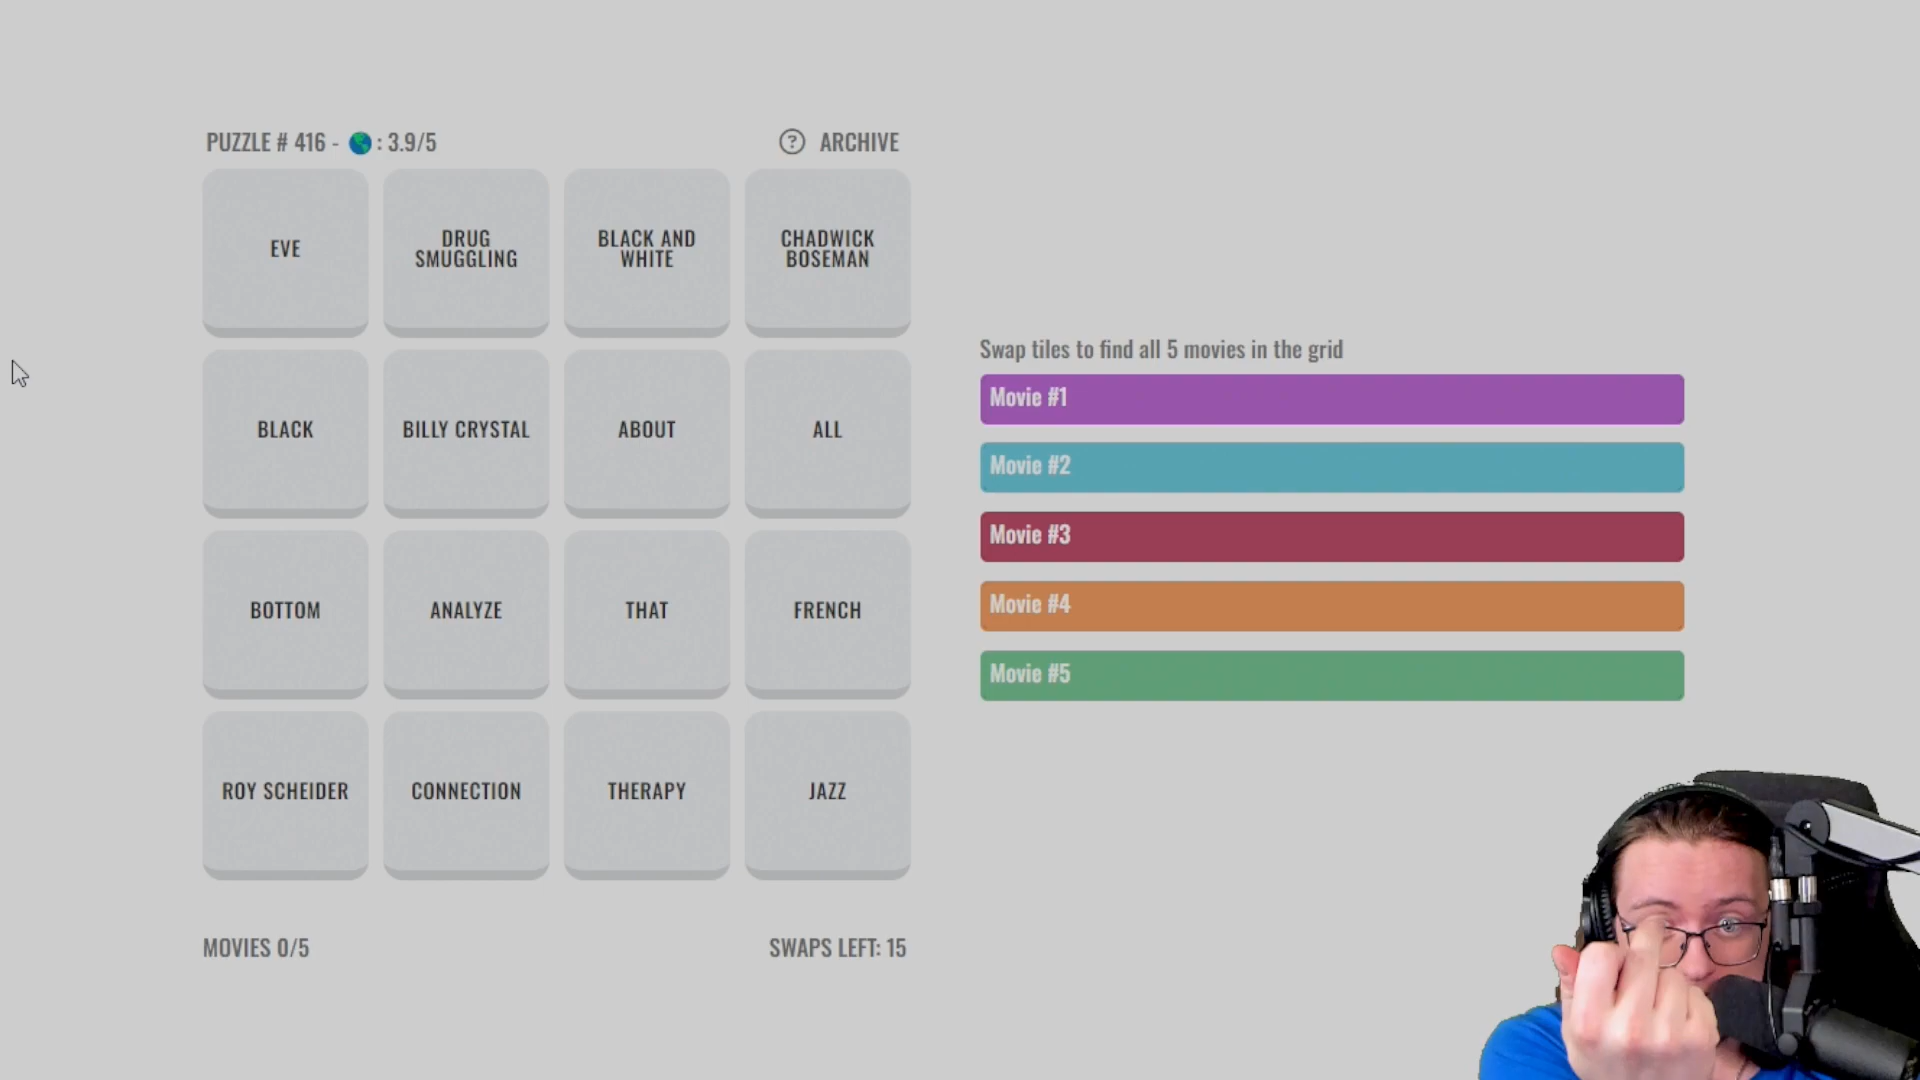 PUZZLE # 416 - : 3.9/5
? ARCHIVE
EVE
DRUG
SMUGGLING
BLACK AND
WHITE
CHADWICK
BOSEMAN
BLACK
BILLY CRYSTAL
ABOUT
ALL
BOTTOM
ANALYZE
THAT
FRENCH
ROY SCHEIDER
CONNECTION
THERAPY
JAZZ
MOVIES 0/5
SWAPS LEFT: 15
Swap tiles to find all 5 movies in the grid
Movie #1
Movie #2
Movie #3
Movie #4
Movie #5